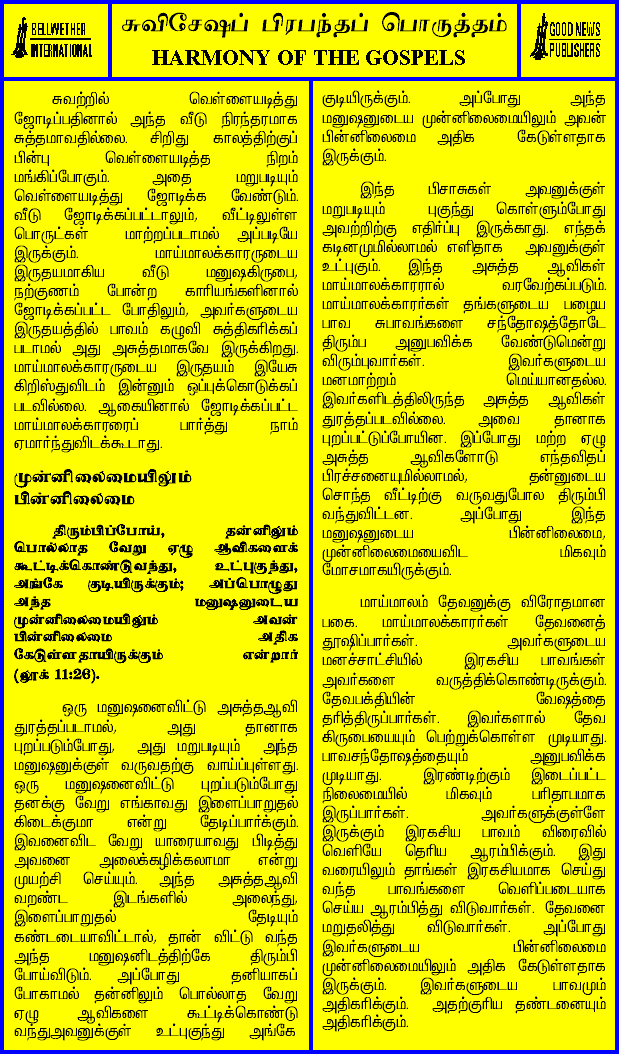 BELLWETHER
INTERNATIONAL
சுவிசேஷப் பிரபந்தப் பொருத்தம்
HARMONY OF THE GOSPELS
GOOD NEWS
PUBLISHERS
சுவற்றில் வெள்ளையடித்து
ஜோடிப்பதினால் அந்த வீடு நிரந்தரமாக
சுத்தமாவதில்லை. சிறிது காலத்திற்குப்
பின்பு வெள்ளையடித்த நிறம்
மங்கிப்போகும். அதை மறுபடியும்
வெள்ளையடித்து ஜோடிக்க வேண்டும்.
வீடு ஜோடிக்கப்பட்டாலும், வீட்டிலுள்ள
பொருட்கள் மாற்றப்படாமல் அப்படியே
இருக்கும். மாய்மாலக்காரருடைய
இருதயமாகிய வீடு மனுஷகிருபை,
நற்குணம் போன்ற காரியங்களினால்
ஜோடிக்கப்பட்ட போதிலும், அவர்களுடைய
இருதயத்தில் பாவம் கழுவி சுத்திகரிக்கப்
படாமல் அது அசுத்தமாகவே இருக்கிறது.
மாய்மாலக்காரருடைய இருதயம் இயேசு
கிறிஸ்துவிடம் இன்னும் ஒப்புக்கொடுக்கப்
படவில்லை. ஆகையினால் ஜோடிக்கப்பட்ட
மாய்மாலக்காரரைப் பார்த்து நாம்
ஏமார்ந்துவிடக்கூடாது.
முன்னிலைமையிலும்
பின்னிலைமை
திரும்பிப்போய், தன்னிலும்
பொல்லாத வேறு ஏழு ஆவிகளைக்
கூட்டிக்கொண்டுவந்து, உட்புகுந்து,
அங்கே குடியிருக்கும்; அப்பொழுது
அந்த மனுஷனுடைய
முன்னிலைமையிலும் அவன்
பின்னிலைமை அதிக
கேடுள்ளதாயிருக்கும் என்றார்
(லூக் 11:26).
ஒரு மனுஷனைவிட்டு அசுத்தஆவி
துரத்தப்படாமல், அது தானாக
புறப்படும்போது, அது மறுபடியும் அந்த
மனுஷனுக்குள் வருவதற்கு வாய்ப்புள்ளது.
ஒரு மனுஷனைவிட்டு புறப்படும்போது
தனக்கு வேறு எங்காவது இளைப்பாறுதல்
கிடைக்குமா என்று தேடிப்பார்க்கும்.
இவனைவிட வேறு யாரையாவது பிடித்து
அவனை அலைக்கழிக்கலாமா என்று
முயற்சி செய்யும். அந்த அசுத்தஆவி
வறண்ட இடங்களில் அலைந்து,
இளைப்பாறுதல் தேடியும்
கண்டடையாவிட்டால், தான் விட்டு வந்த
அந்த மனுஷனிடத்திற்கே திரும்பி
போய்விடும். அப்போது தனியாகப்
போகாமல் தன்னிலும் பொல்லாத வேறு
ஏழு ஆவிகளை கூட்டிக்கொண்டு
வந்துஅவனுக்குள் உட்புகுந்து அங்கே
குடியிருக்கும். அப்போது அந்த
மனுஷனுடைய முன்னிலைமையிலும் அவன்
பின்னிலைமை அதிக கேடுள்ளதாக
இருக்கும்.
இந்த பிசாசுகள் அவனுக்குள்
மறுபடியும் புகுந்து கொள்ளும்போது
அவற்றிற்கு எதிர்ப்பு இருக்காது. எந்தக்
கடினமுமில்லாமல் எளிதாக அவனுக்குள்
உட்புகும். இந்த அசுத்த ஆவிகள்
மாய்மாலக்காரரால் வரவேற்கப்படும்.
மாய்மாலக்காரர்கள் தங்களுடைய பழைய
பாவ சுபாவங்களை சந்தோஷத்தோடே
திரும்ப அனுபவிக்க வேண்டுமென்று
விரும்புவார்கள். இவர்களுடைய
மனமாற்றம் மெய்யானதல்ல.
இவர்களிடத்திலிருந்த அசுத்த ஆவிகள்
துரத்தப்படவில்லை. அவை தானாக
புறப்பட்டுப்போயின. இப்போது மற்ற ஏழு
அசுத்த ஆவிகளோடு எந்தவிதப்
பிரச்சனையுமில்லாமல், தன்னுடைய
சொந்த வீட்டிற்கு வருவதுபோல திரும்பி
வந்துவிட்டன. அப்போது இந்த
மனுஷனுடைய பின்னிலைமை,
முன்னிலைமையைவிட மிகவும்
மோசமாகயிருக்கும்.
மாய்மாலம் தேவனுக்கு விரோதமான
பகை. மாய்மாலக்காரர்கள் தேவனைத்
தூஷிப்பார்கள். அவர்களுடைய
மனச்சாட்சியில் இரகசிய பாவங்கள்
அவர்களை வருத்திக்கொண்டிருக்கும்.
தேவபக்தியின் வேஷத்தை
தரித்திருப்பார்கள். இவர்களால் தேவ
கிருபையையும் பெற்றுக்கொள்ள முடியாது.
பாவசந்தோஷத்தையும் அனுபவிக்க
முடியாது. இரண்டிற்கும் இடைப்பட்ட
நிலைமையில் மிகவும் பரிதாபமாக
இருப்பார்கள். அவர்களுக்குள்ளே
இருக்கும் இரகசிய பாவம் விரைவில்
வெளியே தெரிய ஆரம்பிக்கும். இது
வரையிலும் தாங்கள் இரகசியமாக செய்து
வந்த பாவங்களை வெளிப்படையாக
செய்ய ஆரம்பித்து விடுவார்கள். தேவனை
மறுதலித்து விடுவார்கள். அப்போது
இவர்களுடைய பின்னிலைமை
முன்னிலைமையிலும் அதிக கேடுள்ளதாக
இருக்கும். இவர்களுடைய பாவமும்
அதிகரிக்கும். அதற்குரிய தண்டனையும்
அதிகரிக்கும்.